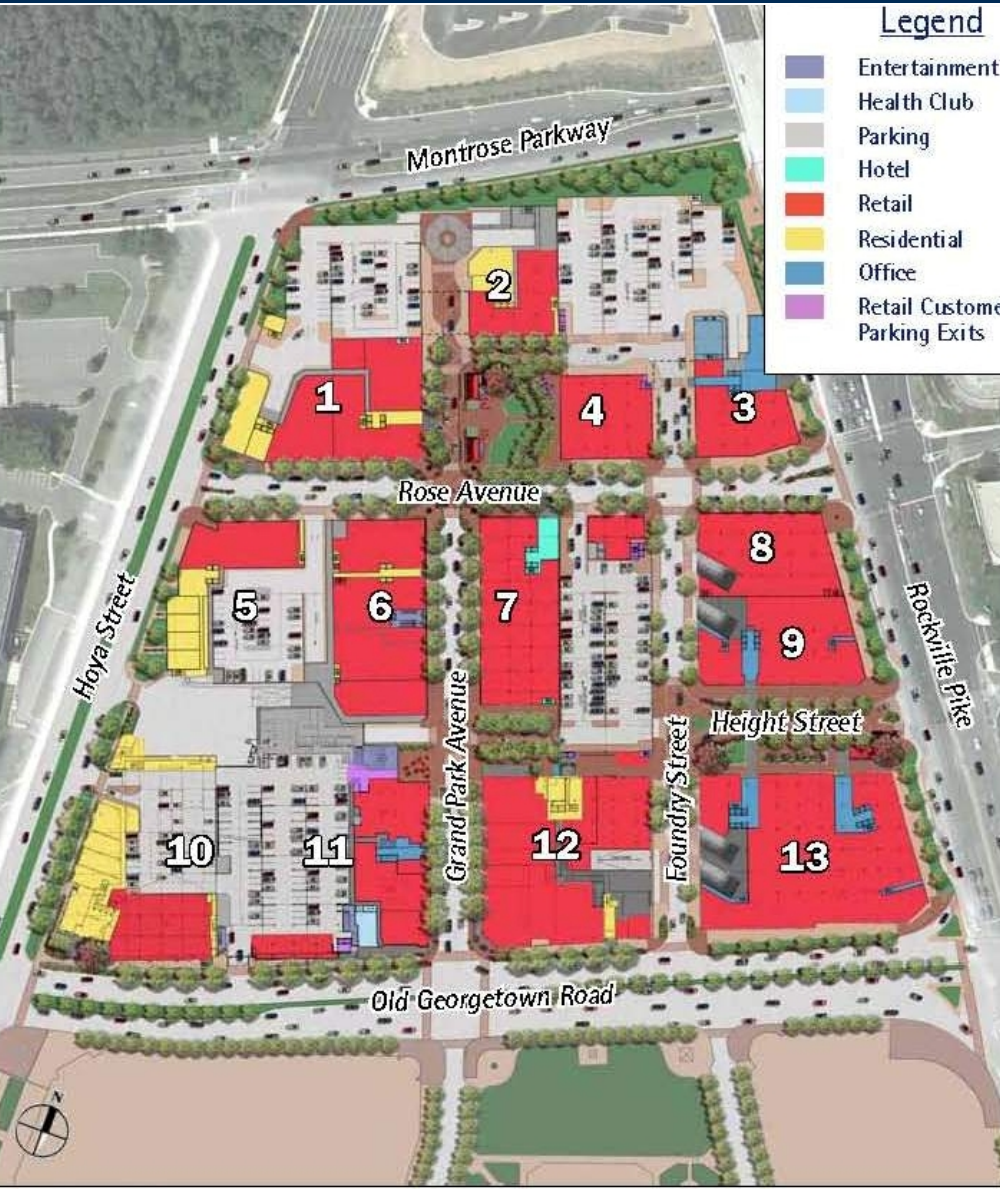 Legend
Entertainment
Health Club
Parking
Hotel
Retail
Residential
Office
Retail Custome
Parking Exits
Montrose Parkway
2
1
4
3
Rose Avenue
8
5
6
7
9
Hoya Street
Rockville Pike
Grand Park Avenue
Height Street
Foundry Street
10
11
12
13
Old Georgetown Road
N